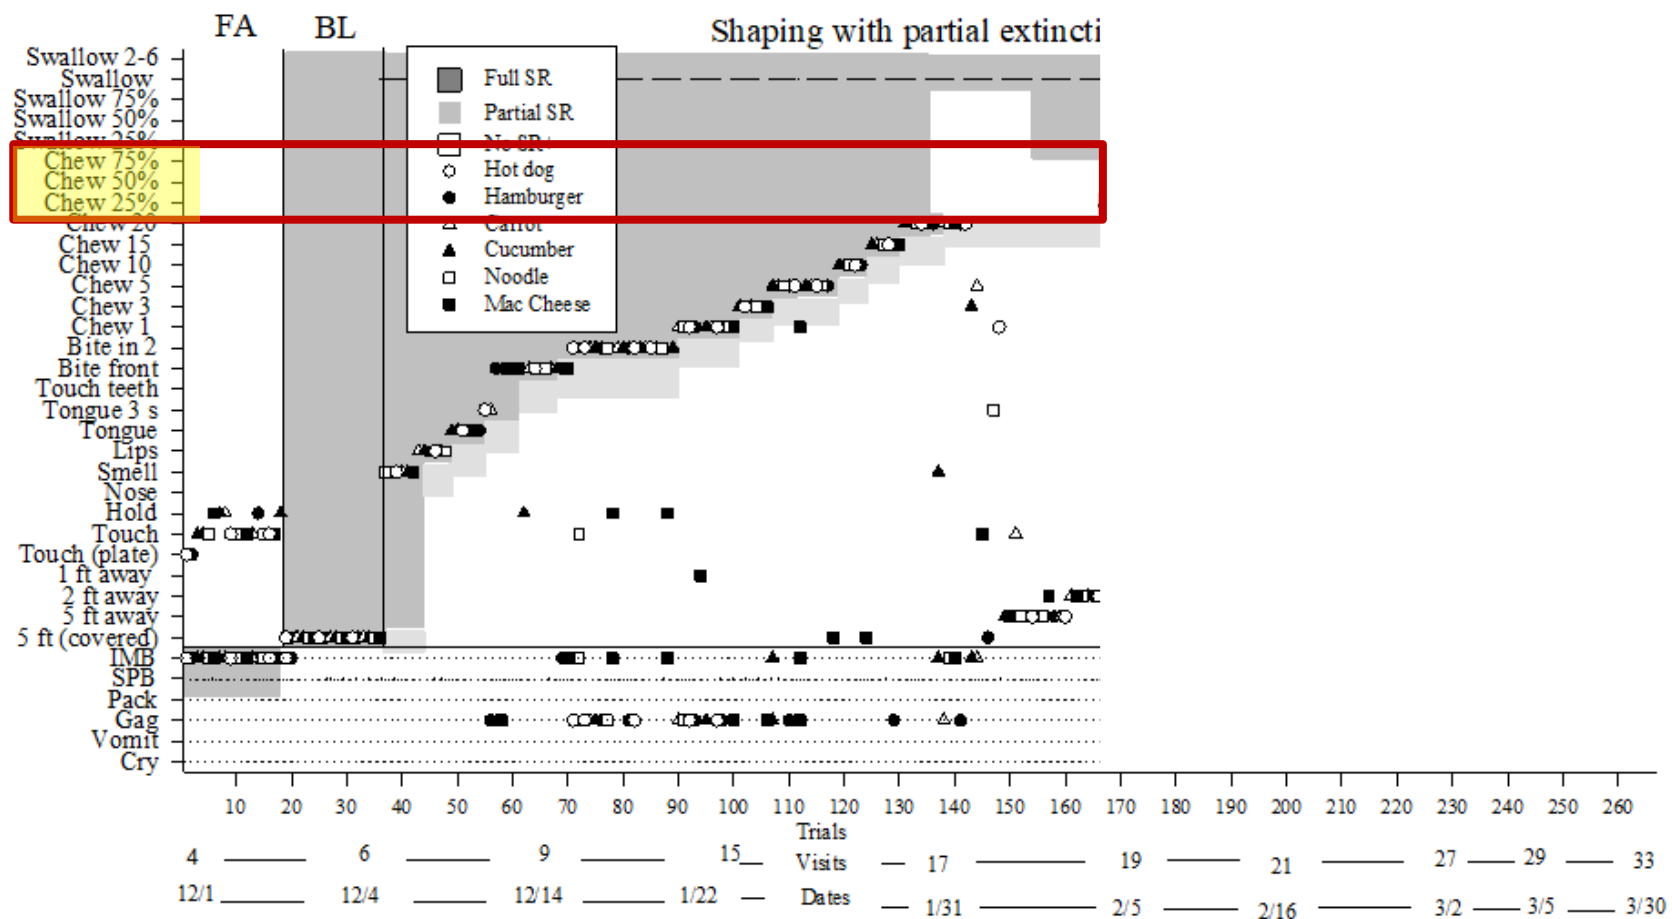 FA BL Shaping with partial extincti
Swallow 2-6
Swallow
Swallow 75%
Swallow 50%
Swallow 25%
Chew 75%
Chew 50%
Chew 25%
Chew 20
Chew 15
Chew 10
Chew 5
Chew 3
Chew 1
Bite in 2
Bite front
Touch teeth
Tongue 3 s
Tongue
Lips
Smell
Nose
Hold
Touch
Touch (plate)
1 ft away
2 ft away
5 ft away
5 ft (covered)
IMB
SPB
Pack
Gag
Vomit
Cry
Full SR
Partial SR
No SR+
Hot dog
Hamburger
Carrot
Cucumber
Noodle
Mac Cheese
10 20 30 40 50 60 70 80 90 100 110 120 130 140 150 160 170 180 190 200 210 220 230 240 250 260
Trials
4 6 9 15 Visits 17 19 21 27 29 33
12/1 12/4 12/14 1/22 Dates 1/31 2/5 2/16 3/2 3/5 3/30